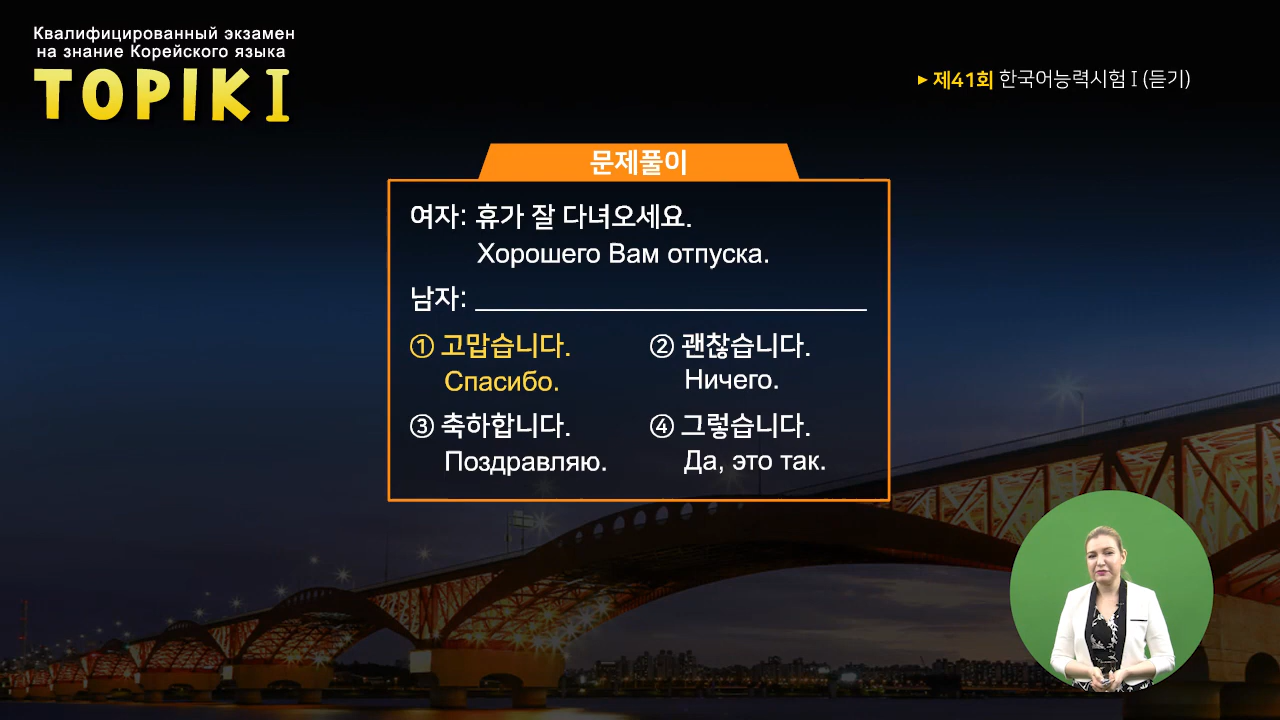 Квалифицированный экзамен
на знание Корейского языка
TOPIK I
▸ 제41회 한국어능력시험 I (듣기)
문제풀이
여자: 휴가 잘 다녀오세요.
Хорошего Вам отпуска.
남자:
① 고맙습니다.
Спасибо.
② 괜찮습니다.
Ничего.
③ 축하합니다.
Поздравляю.
④ 그렇습니다.
Да, это так.